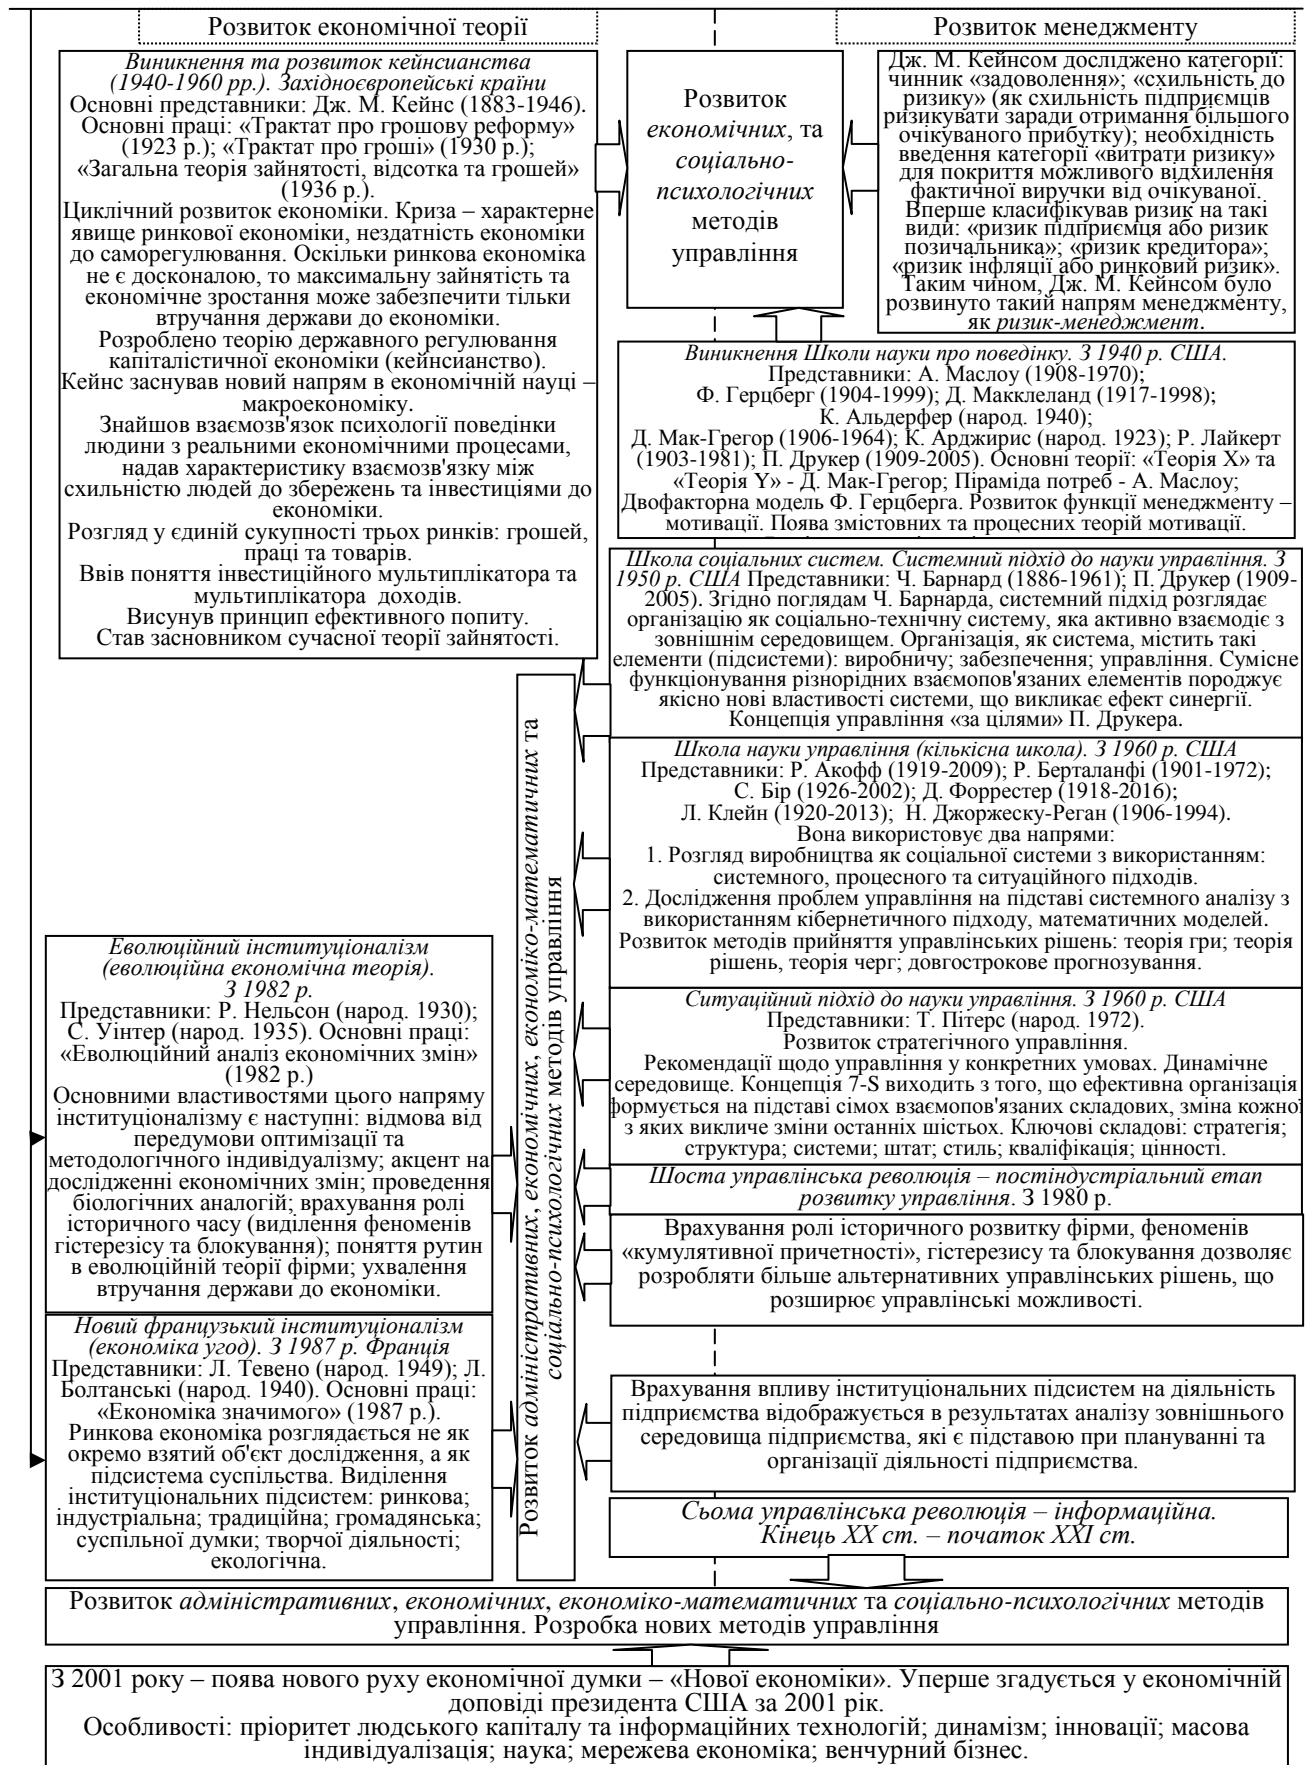 Розвиток економічної теорії
Розвиток менеджменту
Виникнення та розвиток кейнсианства
(1940-1960 рр.). Західноєвропейські країни
Основні представники: Дж. М. Кейнс (1883-1946).
Основні праці: «Трактат про грошову реформу»
(1923 р.); «Трактат про гроші» (1930 р.);
«Загальна теорія зайнятості, відсотка та грошей»
(1936 р.).
Циклічний розвиток економіки. Криза – характерне
явище ринкової економіки, нездатність економіки
до саморегулювання. Оскільки ринкова економіка
не є досконалою, то максимальну зайнятість та
економічне зростання може забезпечити тільки
втручання держави до економіки.
Розроблено теорію державного регулювання
капіталістичної економіки (кейнсианство).
Кейнс заснував новий напрям в економічній науці –
макроекономіку.
Знайшов взаємозв'язок психології поведінки
людини з реальними економічними процесами,
надав характеристику взаємозв'язку між
схильністю людей до збережень та інвестиціями до
економіки.
Розгляд у єдиній сукупності трьох ринків: грошей,
праці та товарів.
Ввів поняття інвестиційного мультиплікатора та
мультиплікатора доходів.
Висунув принцип ефективного попиту.
Став засновником сучасної теорії зайнятості.
Розвиток
економічних, та
соціально-
психологічних
методів
управління
Дж. М. Кейнсом досліджено категорії:
чинник «задоволення»; «схильність до
ризику» (як схильність підприємців
ризикувати заради отримання більшого
очікуваного прибутку); необхідність
введення категорії «витрати ризику»
для покриття можливого відхилення
фактичної виручки від очікуваної.
Вперше класифікував ризик на такі
види: «ризик підприємця або ризик
позичальника»; «ризик кредитора»;
«ризик інфляції або ринковий ризик».
Таким чином, Дж. М. Кейнсом було
розвинуто такий напрям менеджменту,
як ризик-менеджмент.
Виникнення Школи науки про поведінку. З 1940 р. США.
Представники: А. Маслоу (1908-1970);
Ф. Герцберг (1904-1999); Д. Макклеланд (1917-1998);
К. Альдерфер (народ. 1940);
Д. Мак-Грегор (1906-1964); К. Арджирис (народ. 1923); Р. Лайкерт
(1903-1981); П. Друкер (1909-2005). Основні теорії: «Теорія X» та
«Теорія Y» - Д. Мак-Грегор; Піраміда потреб - А. Маслоу;
Двофакторна модель Ф. Герцберга. Розвиток функції менеджменту –
мотивації. Поява змістовних та процесних теорій мотивації.
Школа соціальних систем. Системний підхід до науки управління. З
1950 р. США Представники: Ч. Барнард (1886-1961); П. Друкер (1909-
2005). Згідно поглядам Ч. Барнарда, системний підхід розглядає
організацію як соціально-технічну систему, яка активно взаємодіє з
зовнішнім середовищем. Організація, як система, містить такі
елементи (підсистеми): виробничу; забезпечення; управління. Сумісне
функціонування різнорідних взаємопов'язаних елементів породжує
якісно нові властивості системи, що викликає ефект синергії.
Концепція управління «за цілями» П. Друкера.
Школа науки управління (кількісна школа). З 1960 р. США
Представники: Р. Акофф (1919-2009); Р. Берталанфі (1901-1972);
С. Бір (1926-2002); Д. Форрестер (1918-2016);
Л. Клейн (1920-2013); Н. Джоржеску-Реган (1906-1994).
Вона використовує два напрями:
1. Розгляд виробництва як соціальної системи з використанням:
системного, процесного та ситуаційного підходів.
2. Дослідження проблем управління на підставі системного аналізу з
використанням кібернетичного підходу, математичних моделей.
Розвиток методів прийняття управлінських рішень: теорія гри; теорія
рішень, теорія черг; довгострокове прогнозування.
Ситуаційний підхід до науки управління. З 1960 р. США
Представники: Т. Пітерс (народ. 1972).
Розвиток стратегічного управління.
Рекомендації щодо управління у конкретних умовах. Динамічне
середовище. Концепція 7-S виходить з того, що ефективна організація
формується на підставі сімох взаємопов'язаних складових, зміна кожної
з яких викличе зміни останніх шістьох. Ключові складові: стратегія;
структура; системи; штат; стиль; кваліфікація; цінності.
Шоста управлінська революція – постіндустріальний етап
розвитку управління. З 1980 р.
Врахування ролі історичного розвитку фірми, феноменів
«кумулятивної причетності», гістерезису та блокування дозволяє
розробляти більше альтернативних управлінських рішень, що
розширює управлінські можливості.
Врахування впливу інституціональних підсистем на діяльність
підприємства відображується в результатах аналізу зовнішнього
середовища підприємства, які є підставою при плануванні та
організації діяльності підприємства.
Сьома управлінська революція – інформаційна.
Кінець XX ст. – початок XXI ст.
Розвиток адміністративних, економічних, економіко-математичних та
соціально-психологічних методів управління
Еволюційний інституціоналізм
(еволюційна економічна теорія).
З 1982 р.
Представники: Р. Нельсон (народ. 1930);
С. Уінтер (народ. 1935). Основні праці:
«Еволюційний аналіз економічних змін»
(1982 р.)
Основними властивостями цього напряму
інституціоналізму є наступні: відмова від
передумови оптимізації та
методологічного індивідуалізму; акцент на
дослідженні економічних змін; проведення
біологічних аналогій; врахування ролі
історичного часу (виділення феноменів
гістерезісу та блокування); поняття рутин
в еволюційній теорії фірми; ухвалення
втручання держави до економіки.
Новий французький інституціоналізм
(економіка угод). З 1987 р. Франція
Представники: Л. Тевено (народ. 1949); Л.
Болтанські (народ. 1940). Основні праці:
«Економіка значимого» (1987 р.).
Ринкова економіка розглядається не як
окремо взятий об'єкт дослідження, а як
підсистема суспільства. Виділення
інституціональних підсистем: ринкова;
індустріальна; традиційна; громадянська;
суспільної думки; творчої діяльності;
екологічна.
Розвиток адміністративних, економічних, економіко-математичних та соціально-психологічних методів
управління. Розробка нових методів управління
З 2001 року – поява нового руху економічної думки – «Нової економіки». Уперше згадується у економічній
доповіді президента США за 2001 рік.
Особливості: пріоритет людського капіталу та інформаційних технологій; динамізм; інновації; масова
індивідуалізація; наука; мережева економіка; венчурний бізнес.